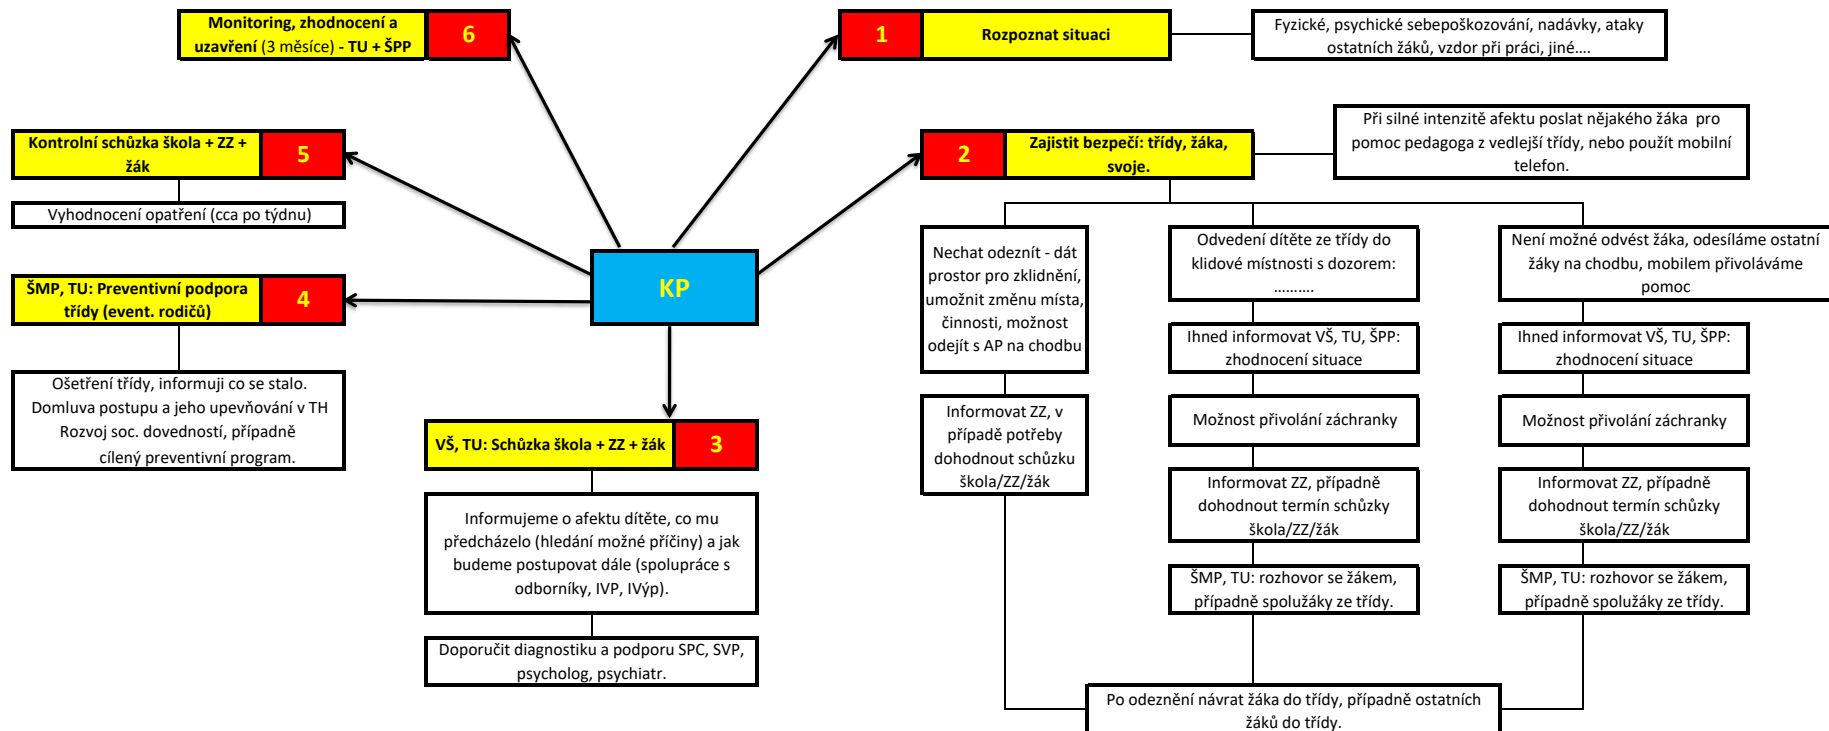 Monitoring, zhodnocení a
uzavření (3 měsíce) - TU + ŠPP
6
1
Rozpoznat situaci
Fyzické, psychické sebepoškozování, nadávky, ataky
ostatních žáků, vzdor při práci, jiné....
Kontrolní schůzka škola + ZZ +
žák
5
Vyhodnocení opatření (cca po týdnu)
2
Zajistit bezpečí: třídy, žáka,
svoje.
Při silné intenzitě afektu poslat nějakého žáka pro
pomoc pedagoga z vedlejší třídy, nebo použít mobilní
telefon.
KP
ŠMP, TU: Preventivní podpora
třídy (event. rodičů)
4
Ošetření třídy, informuji co se stalo.
Domluva postupu a jeho upevňování v TH
Rozvoj soc. dovedností, případně
cílený preventivní program.
VŠ, TU: Schůzka škola + ZZ + žák
3
Informujeme o afektu dítěte, co mu
předcházelo (hledání možné příčiny) a jak
budeme postupovat dále (spolupráce s
odborníky, IVP, IVýp).
Doporučit diagnostiku a podporu SPC, SVP,
psycholog, psychiatr.
Nechat odeznít - dát
prostor pro zklidnění,
umožnit změnu místa,
činnosti, možnost
odejít s AP na chodbu
Informovat ZZ, v
případě potřeby
dohodnout schůzku
škola/ZZ/žák
Odvedení dítěte ze třídy do
klidové místnosti s dozorem:
……….
Ihned informovat VŠ, TU, ŠPP:
zhodnocení situace
Možnost přivolání záchranky
Informovat ZZ, případně
dohodnout termín schůzky
škola/ZZ/žák
ŠMP, TU: rozhovor se žákem,
případně spolužáky ze třídy.
Není možné odvést žáka, odesíláme ostatní
žáky na chodbu, mobilem přivoláváme
pomoc
Ihned informovat VŠ, TU, ŠPP:
zhodnocení situace
Možnost přivolání záchranky
Informovat ZZ, případně
dohodnout termín schůzky
škola/ZZ/žák
ŠMP, TU: rozhovor se žákem,
případně spolužáky ze třídy.
Po odeznění návrat žáka do třídy, případně ostatních
žáků do třídy.